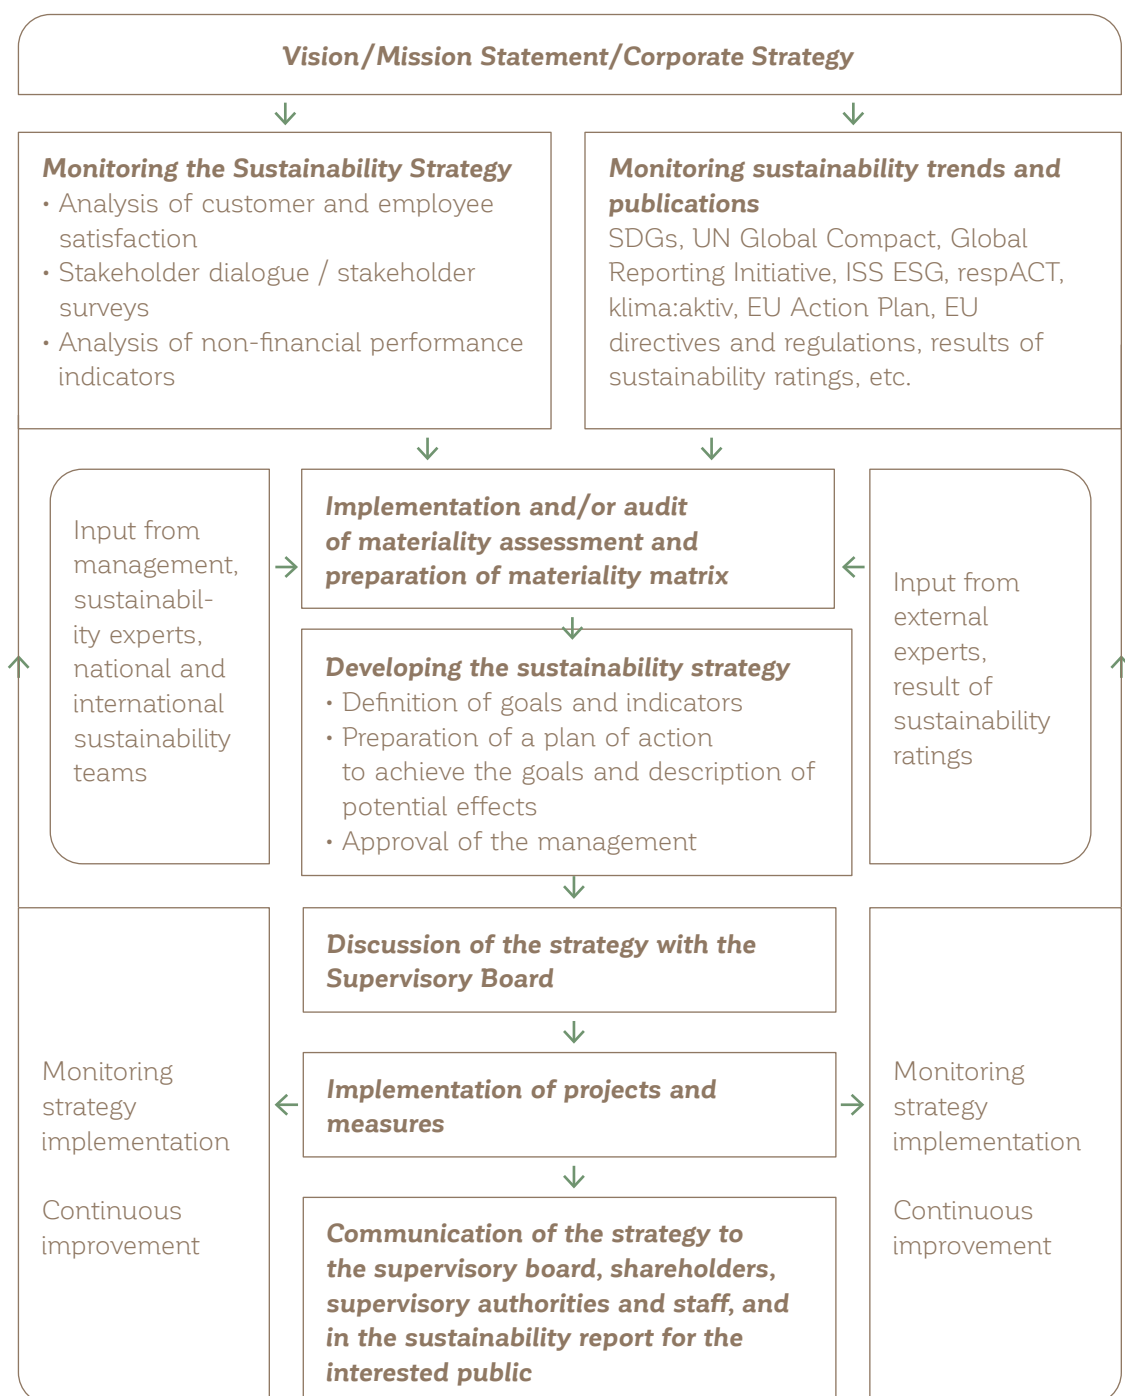 Vision/Mission Statement/Corporate Strategy
Monitoring the Sustainability Strategy
• Analysis of customer and employee
satisfaction
• Stakeholder dialogue / stakeholder
surveys
• Analysis of non-financial performance
indicators
Monitoring sustainability trends and
publications
SDGs, UN Global Compact, Global
Reporting Initiative, ISS ESG, respACT,
klima:aktiv, EU Action Plan, EU
directives and regulations, results of
sustainability ratings, etc.
Input from
management,
sustainabil-
ity experts,
national and
international
sustainability
teams
Implementation and/or audit
of materiality assessment and
preparation of materiality matrix
Input from
external
experts,
result of
sustainability
ratings
Developing the sustainability strategy
• Definition of goals and indicators
• Preparation of a plan of action
to achieve the goals and description of
potential effects
• Approval of the management
Discussion of the strategy with the
Supervisory Board
Monitoring
strategy
implementation
Continuous
improvement
Implementation of projects and
measures
Monitoring
strategy
implementation
Continuous
improvement
Communication of the strategy to
the supervisory board, shareholders,
supervisory authorities and staff, and
in the sustainability report for the
interested public